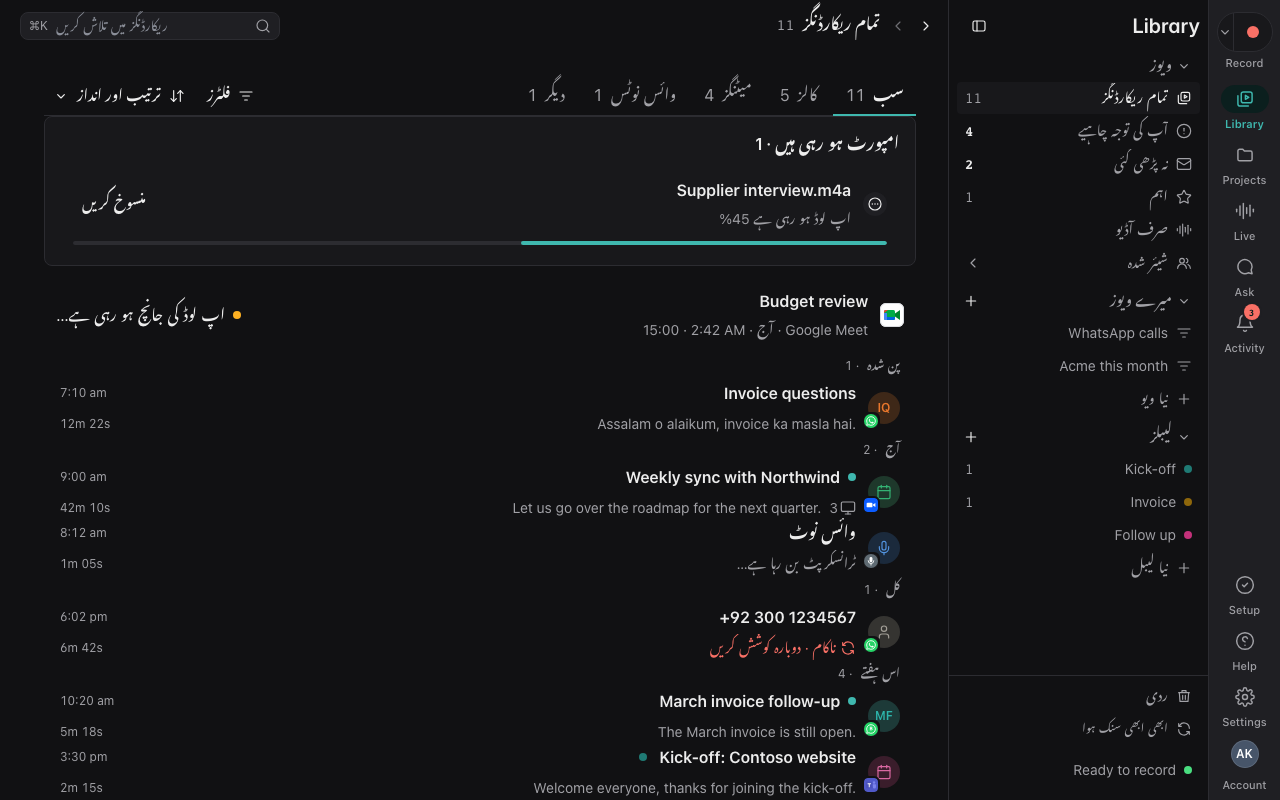 Record
Library
Projects
Live
Ask
3
Activity
Setup
Help
Settings
AK
Account
Library
ویوز
تمام ریکارڈنگز 11
آپ کی توجہ چاہیے 4
نہ پڑھی گئی 2
اہم 1
صرف آڈیو
شیئر شدہ
میرے ویوز
WhatsApp calls
Acme this month
نیا ویو
لیبلز
Kick-off 1
Invoice 1
Follow up
نیا لیبل
ردی
ابھی ابھی سنک ہوا
Ready to record
تمام ریکارڈنگز 11
ریکارڈنگز میں تلاش کریں ⌘K
سب 11 کالز 5 میٹنگز 4 وائس نوٹس 1 دیگر 1
فلٹرز ترتیب اور انداز
امپورٹ ہو رہی ہیں · 1
Supplier interview.m4a
اپ لوڈ ہو رہی ہے 45%
منسوخ کریں
Budget review
Google Meet · آج · 2:42 AM · 15:00
اپ لوڈ کی جانچ ہو رہی ہے...
پن شدہ · 1
IQ
Invoice questions 7:10 am
Assalam o alaikum, invoice ka masla hai. 12m 22s
آج · 2
Weekly sync with Northwind 9:00 am
3 Let us go over the roadmap for the next quarter. 42m 10s
وائس نوٹ 8:12 am
ٹرانسکرپٹ بن رہا ہے... 1m 05s
کل · 1
+92 300 1234567 6:02 pm
ناکام · دوبارہ کوشش کریں 6m 42s
اس ہفتے · 4
MF
March invoice follow-up 10:20 am
The March invoice is still open. 5m 18s
Kick-off: Contoso website 3:30 pm
Welcome everyone, thanks for joining the kick-off. 2m 15s